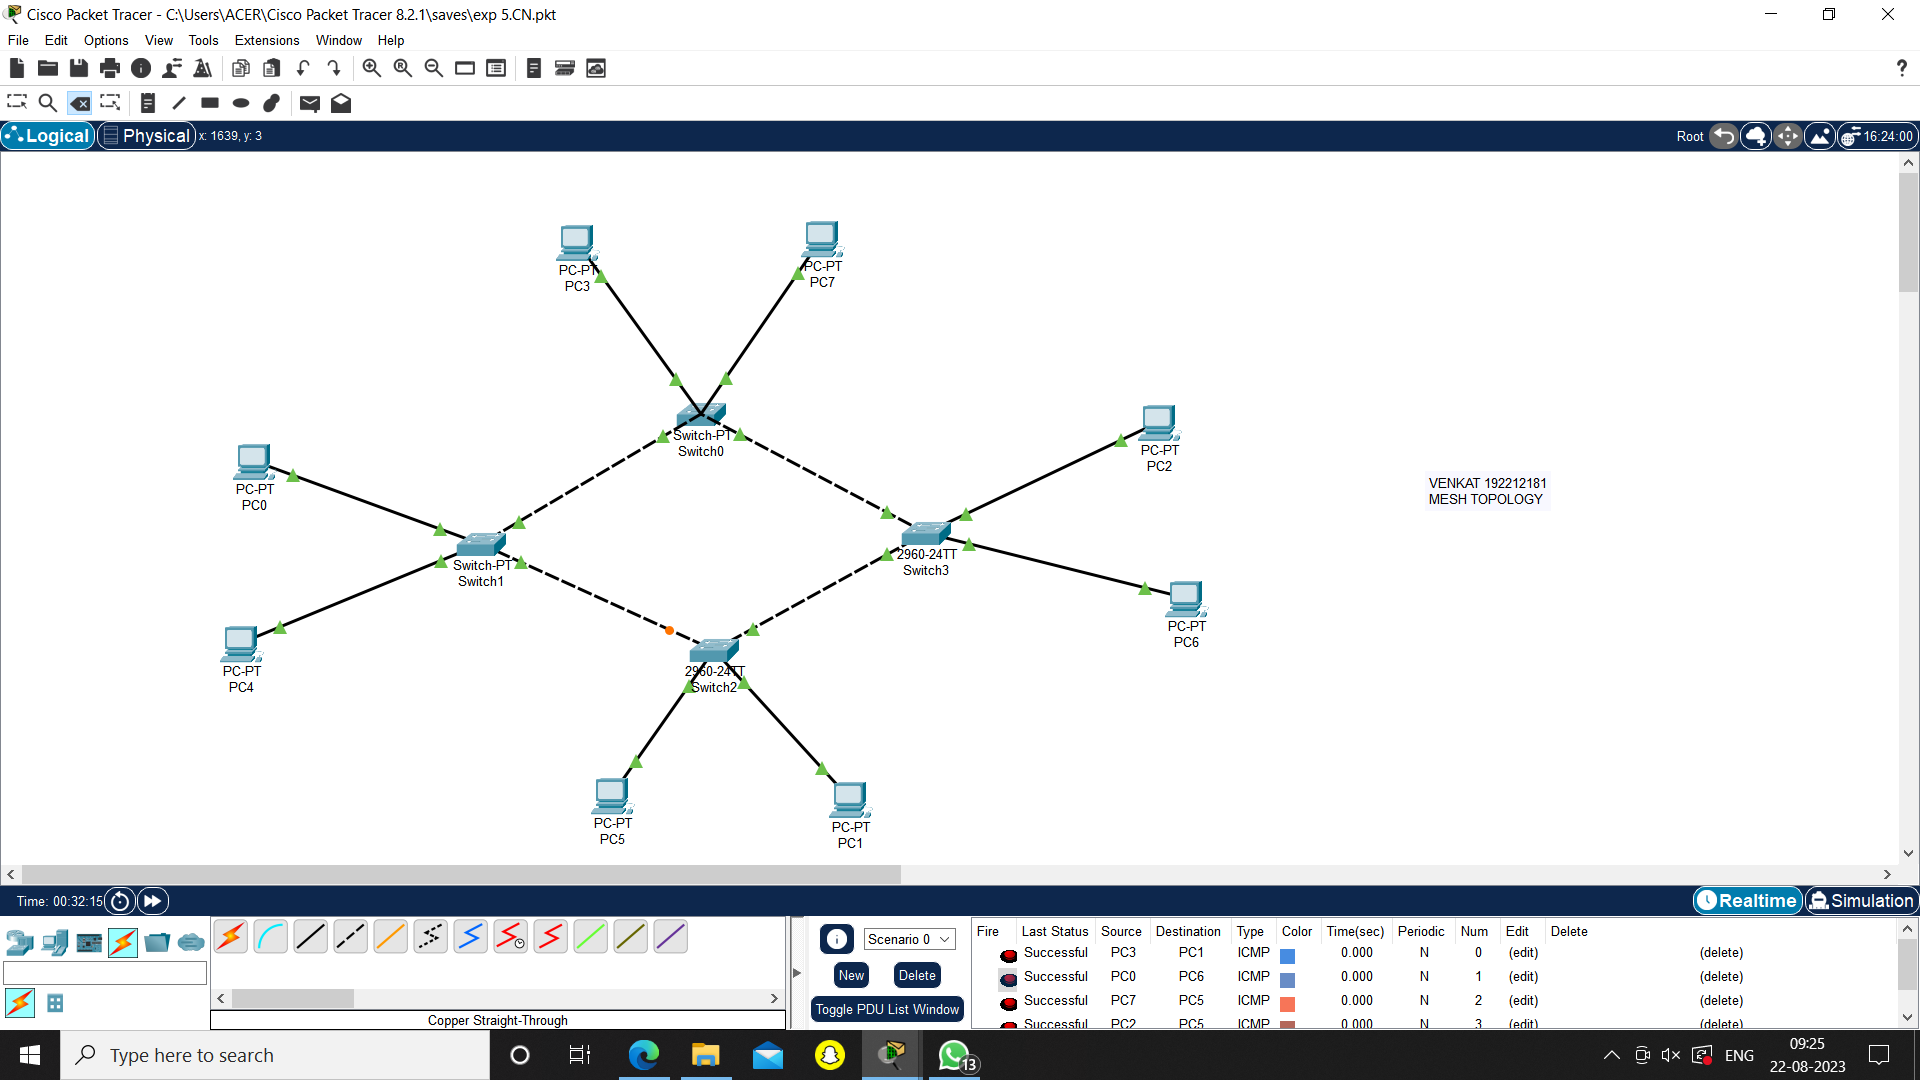 Cisco Packet Tracer - C:\Users\ACER\Cisco Packet Tracer 8.2.1\saves\exp 5.CN.pkt
File Edit Options View Tools Extensions Window Help
?
Logical Physical x: 1639, y: 3 Root 16:24:00
PC-PT
PC3
PC-PT
PC7
Switch-PT
Switch0
PC-PT
PC2
PC-PT
PC0
VENKAT 192212181
MESH TOPOLOGY
Switch-PT
Switch1
2960-24TT
Switch3
PC-PT
PC6
PC-PT
PC4
2960-24TT
Switch2
PC-PT
PC5
PC-PT
PC1
Time: 00:32:15 Realtime Simulation
Scenario 0
New Delete
Toggle PDU List Window
Copper Straight-Through
Fire Last Status Source Destination Type Color Time(sec) Periodic Num Edit Delete
Successful PC3 PC1 ICMP 0.000 N 0 (edit) (delete)
Successful PC0 PC6 ICMP 0.000 N 1 (edit) (delete)
Successful PC7 PC5 ICMP 0.000 N 2 (edit) (delete)
Successful PC2 PC5 ICMP 0.000 N 3 (edit) (delete)
Type here to search
13
ENG
09:25
22-08-2023